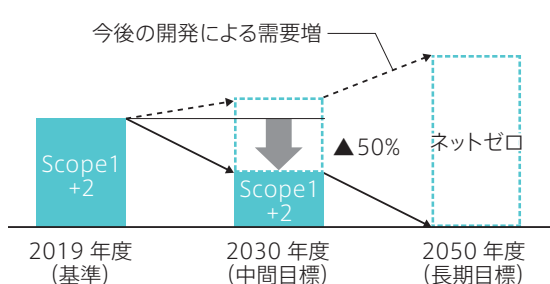 今後の開発による需要増
Scope1
+2
▲50%
Scope1
+2
ネットゼロ
2019 年度
（基準）
2030 年度
（中間目標）
2050 年度
（長期目標）